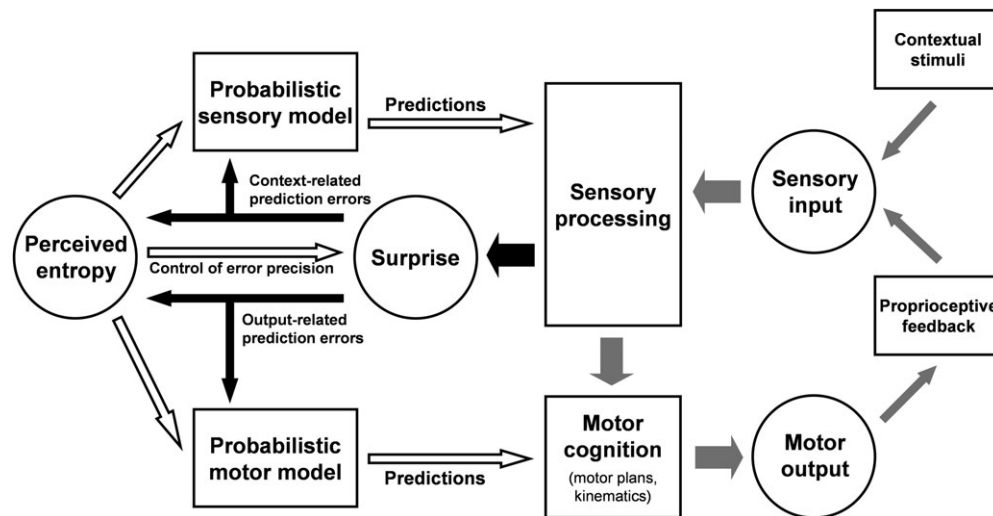 Probabilistic
sensory model
Predictions
Contextual
stimuli
Sensory
processing
Sensory
input
Context-related
prediction errors
Perceived
entropy
Control of error precision
Surprise
Output-related
prediction errors
Proprioceptive
feedback
Probabilistic
motor model
Predictions
Motor
cognition
(motor plans,
kinematics)
Motor
output